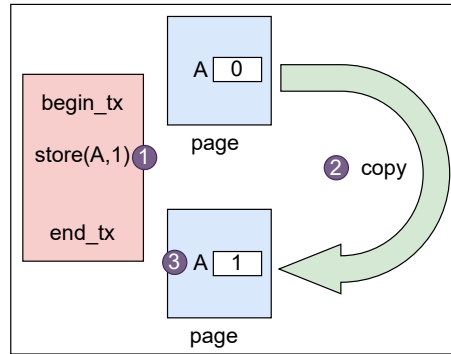 A 0
page
begin_tx
store(A,1) 1
end_tx
2 copy
3 A 1
page